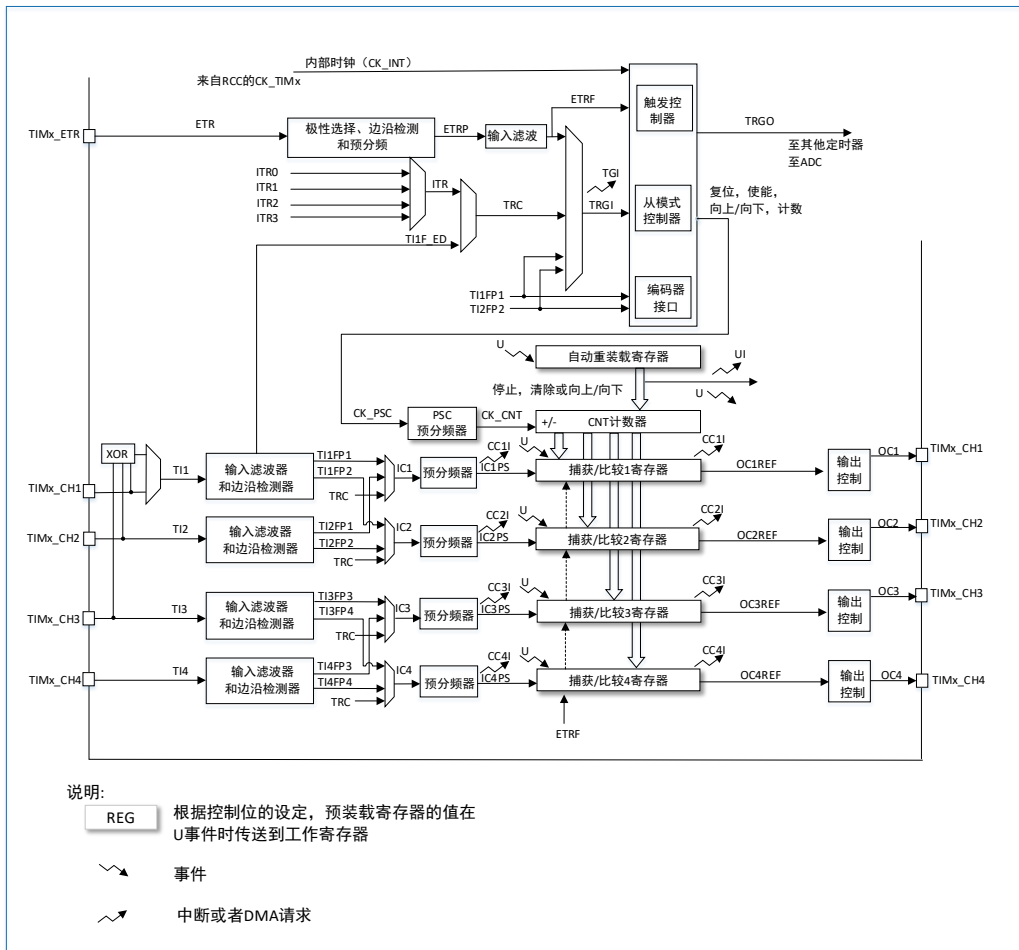 内部时钟（CK_INT）
来自RCC的CK_TIMx
ETRF
触发控
制器
TIMx_ETR
ETR
极性选择、边沿检测
和预分频
ETRP
输入滤波
TRGO
至其他定时器
至ADC
ITR0
ITR1
ITR2
ITR3
ITR
TRC
TGI
TRGI
从模式
控制器
复位，使能，
向上/向下，计数
TI1F_ED
TI1FP1
TI2FP2
编码器
接口
U
自动重装载寄存器
UI
U
停止，清除或向上/向下
CK_PSC
PSC
预分频器
CK_CNT
+/-
CNT计数器
XOR
TI1
输入滤波器
和边沿检测器
TI1FP1
TI1FP2
TRC
IC1
预分频器
CC1I
IC1PS
U
捕获/比较1寄存器
CC1I
OC1REF
输出
控制
OC1
TIMx_CH1
TIMx_CH1
TIMx_CH2
TI2
输入滤波器
和边沿检测器
TI2FP1
TI2FP2
TRC
IC2
预分频器
CC2I
IC2PS
U
捕获/比较2寄存器
CC2I
OC2REF
输出
控制
OC2
TIMx_CH2
TIMx_CH3
TI3
输入滤波器
和边沿检测器
TI3FP3
TI3FP4
TRC
IC3
预分频器
CC3I
IC3PS
U
捕获/比较3寄存器
CC3I
OC3REF
输出
控制
OC3
TIMx_CH3
TIMx_CH4
TI4
输入滤波器
和边沿检测器
TI4FP3
TI4FP4
TRC
IC4
预分频器
CC4I
IC4PS
U
捕获/比较4寄存器
CC4I
OC4REF
输出
控制
OC4
TIMx_CH4
ETRF
说明:
REG
根据控制位的设定，预装载寄存器的值在
U事件时传送到工作寄存器
事件
中断或者DMA请求